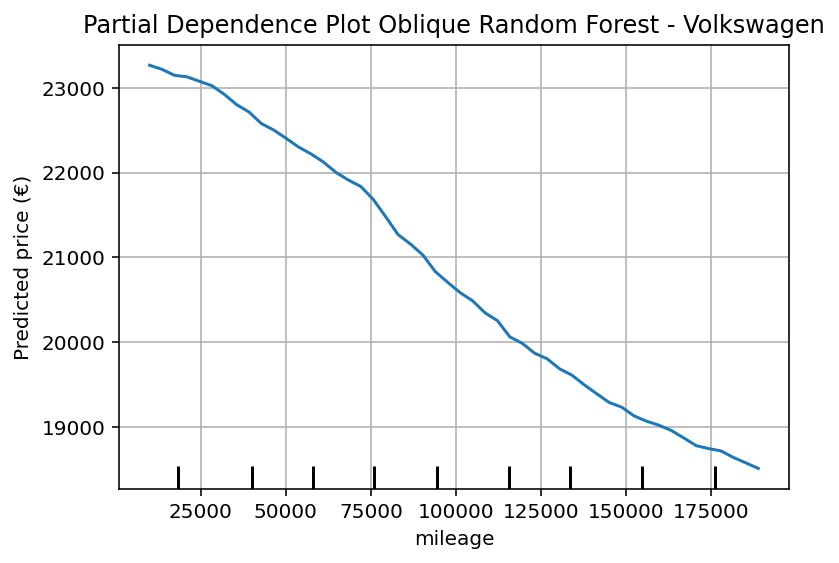 Partial Dependence Plot Oblique Random Forest - Volkswagen
23000
22000
21000
20000
19000
Predicted price (€)
25000 50000 75000 100000 125000 150000 175000
mileage